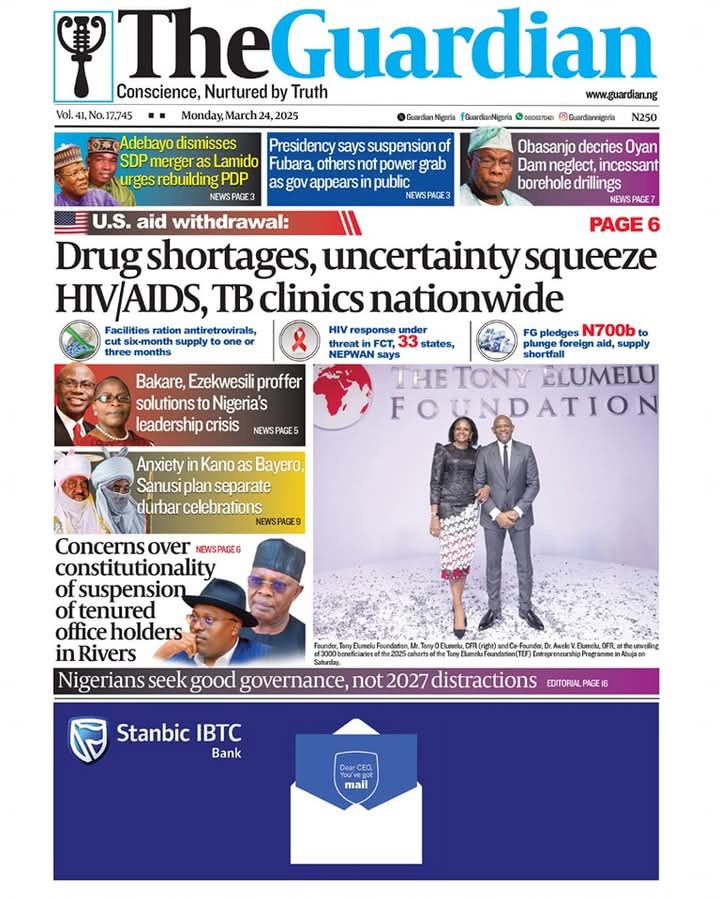 TheGuardian
Conscience, Nurtured by Truth
www.guardian.ng
Vol. 41, No. 17,745
Monday, March 24, 2025
Guardian Nigeria
GuardianNigeria
Guardiannigeria
N250
Adebayo dismisses
SDP merger as Lamido
urges rebuilding PDP
NEWS PAGE 3
Presidency says suspension of
Fubara, others not power grab
as gov appears in public
NEWS PAGE 3
Obasanjo decries Oyan
Dam neglect, incessant
borehole drillings
NEWS PAGE 7
U.S. aid withdrawal:
PAGE 6
Drug shortages, uncertainty squeeze
HIV/AIDS, TB clinics nationwide
Facilities ration antiretrovirals,
cut six-month supply to one or
three months
HIV response under
threat in FCT, 33 states,
NEPWAN says
FG pledges N700b to
plunge foreign aid, supply
shortfall
Bakare, Ezekwesili proffer
solutions to Nigeria's
leadership crisis
NEWS PAGE 5
Anxiety in Kano as Bayero,
Sanusi plan separate
durbar celebrations
NEWS PAGE 9
Concerns over
NEWS PAGE 6
constitutionality
of suspension
of tenured
office holders
in Rivers
THE TONY ELUMELU
FOUNDATION
Founder, Tony Elumelu Foundation, Mr. Tony O Elumelu, CFR (right) and Co-Founder, Dr. Awele V. Elumelu, OFR, at the unveiling
of 3000 beneficiaries of the 2025 cohorts of the Tony Elumelu Foundation (TEF) Entrepreneurship Programme in Abuja on
Saturday.
Nigerians seek good governance, not 2027 distractions
EDITORIAL PAGE 16
Stanbic IBTC
Bank
Dear CEO,
You've got
mail